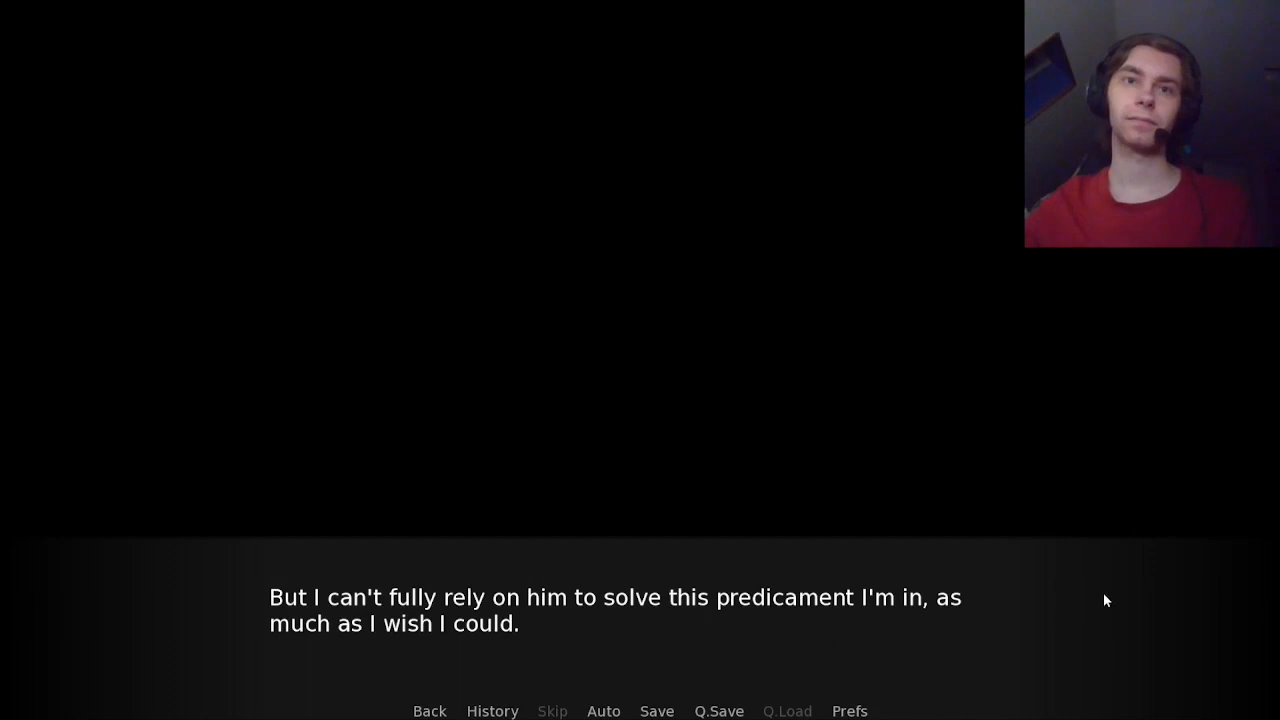 But I can't fully rely on him to solve this predicament I'm in, as
much as I wish I could.
Back History Skip Auto Save Q.Save Q.Load Prefs